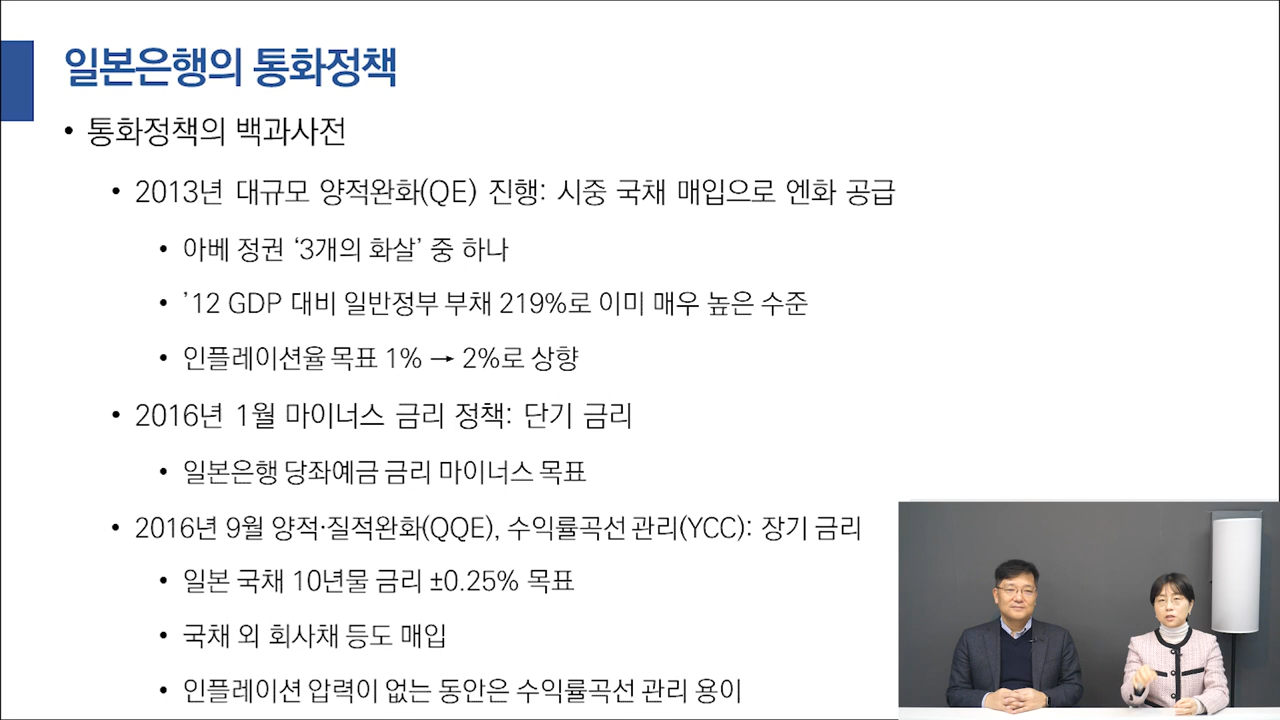 일본은행의 통화정책
• 통화정책의 백과사전
• 2013년 대규모 양적완화(QE) 진행: 시중 국채 매입으로 엔화 공급
• 아베 정권 ‘3개의 화살’ 중 하나
• ’12 GDP 대비 일반정부 부채 219%로 이미 매우 높은 수준
• 인플레이션율 목표 1% → 2%로 상향
• 2016년 1월 마이너스 금리 정책: 단기 금리
• 일본은행 당좌예금 금리 마이너스 목표
• 2016년 9월 양적·질적완화(QQE), 수익률곡선 관리(YCC): 장기 금리
• 일본 국채 10년물 금리 ±0.25% 목표
• 국채 외 회사채 등도 매입
• 인플레이션 압력이 없는 동안은 수익률곡선 관리 용이